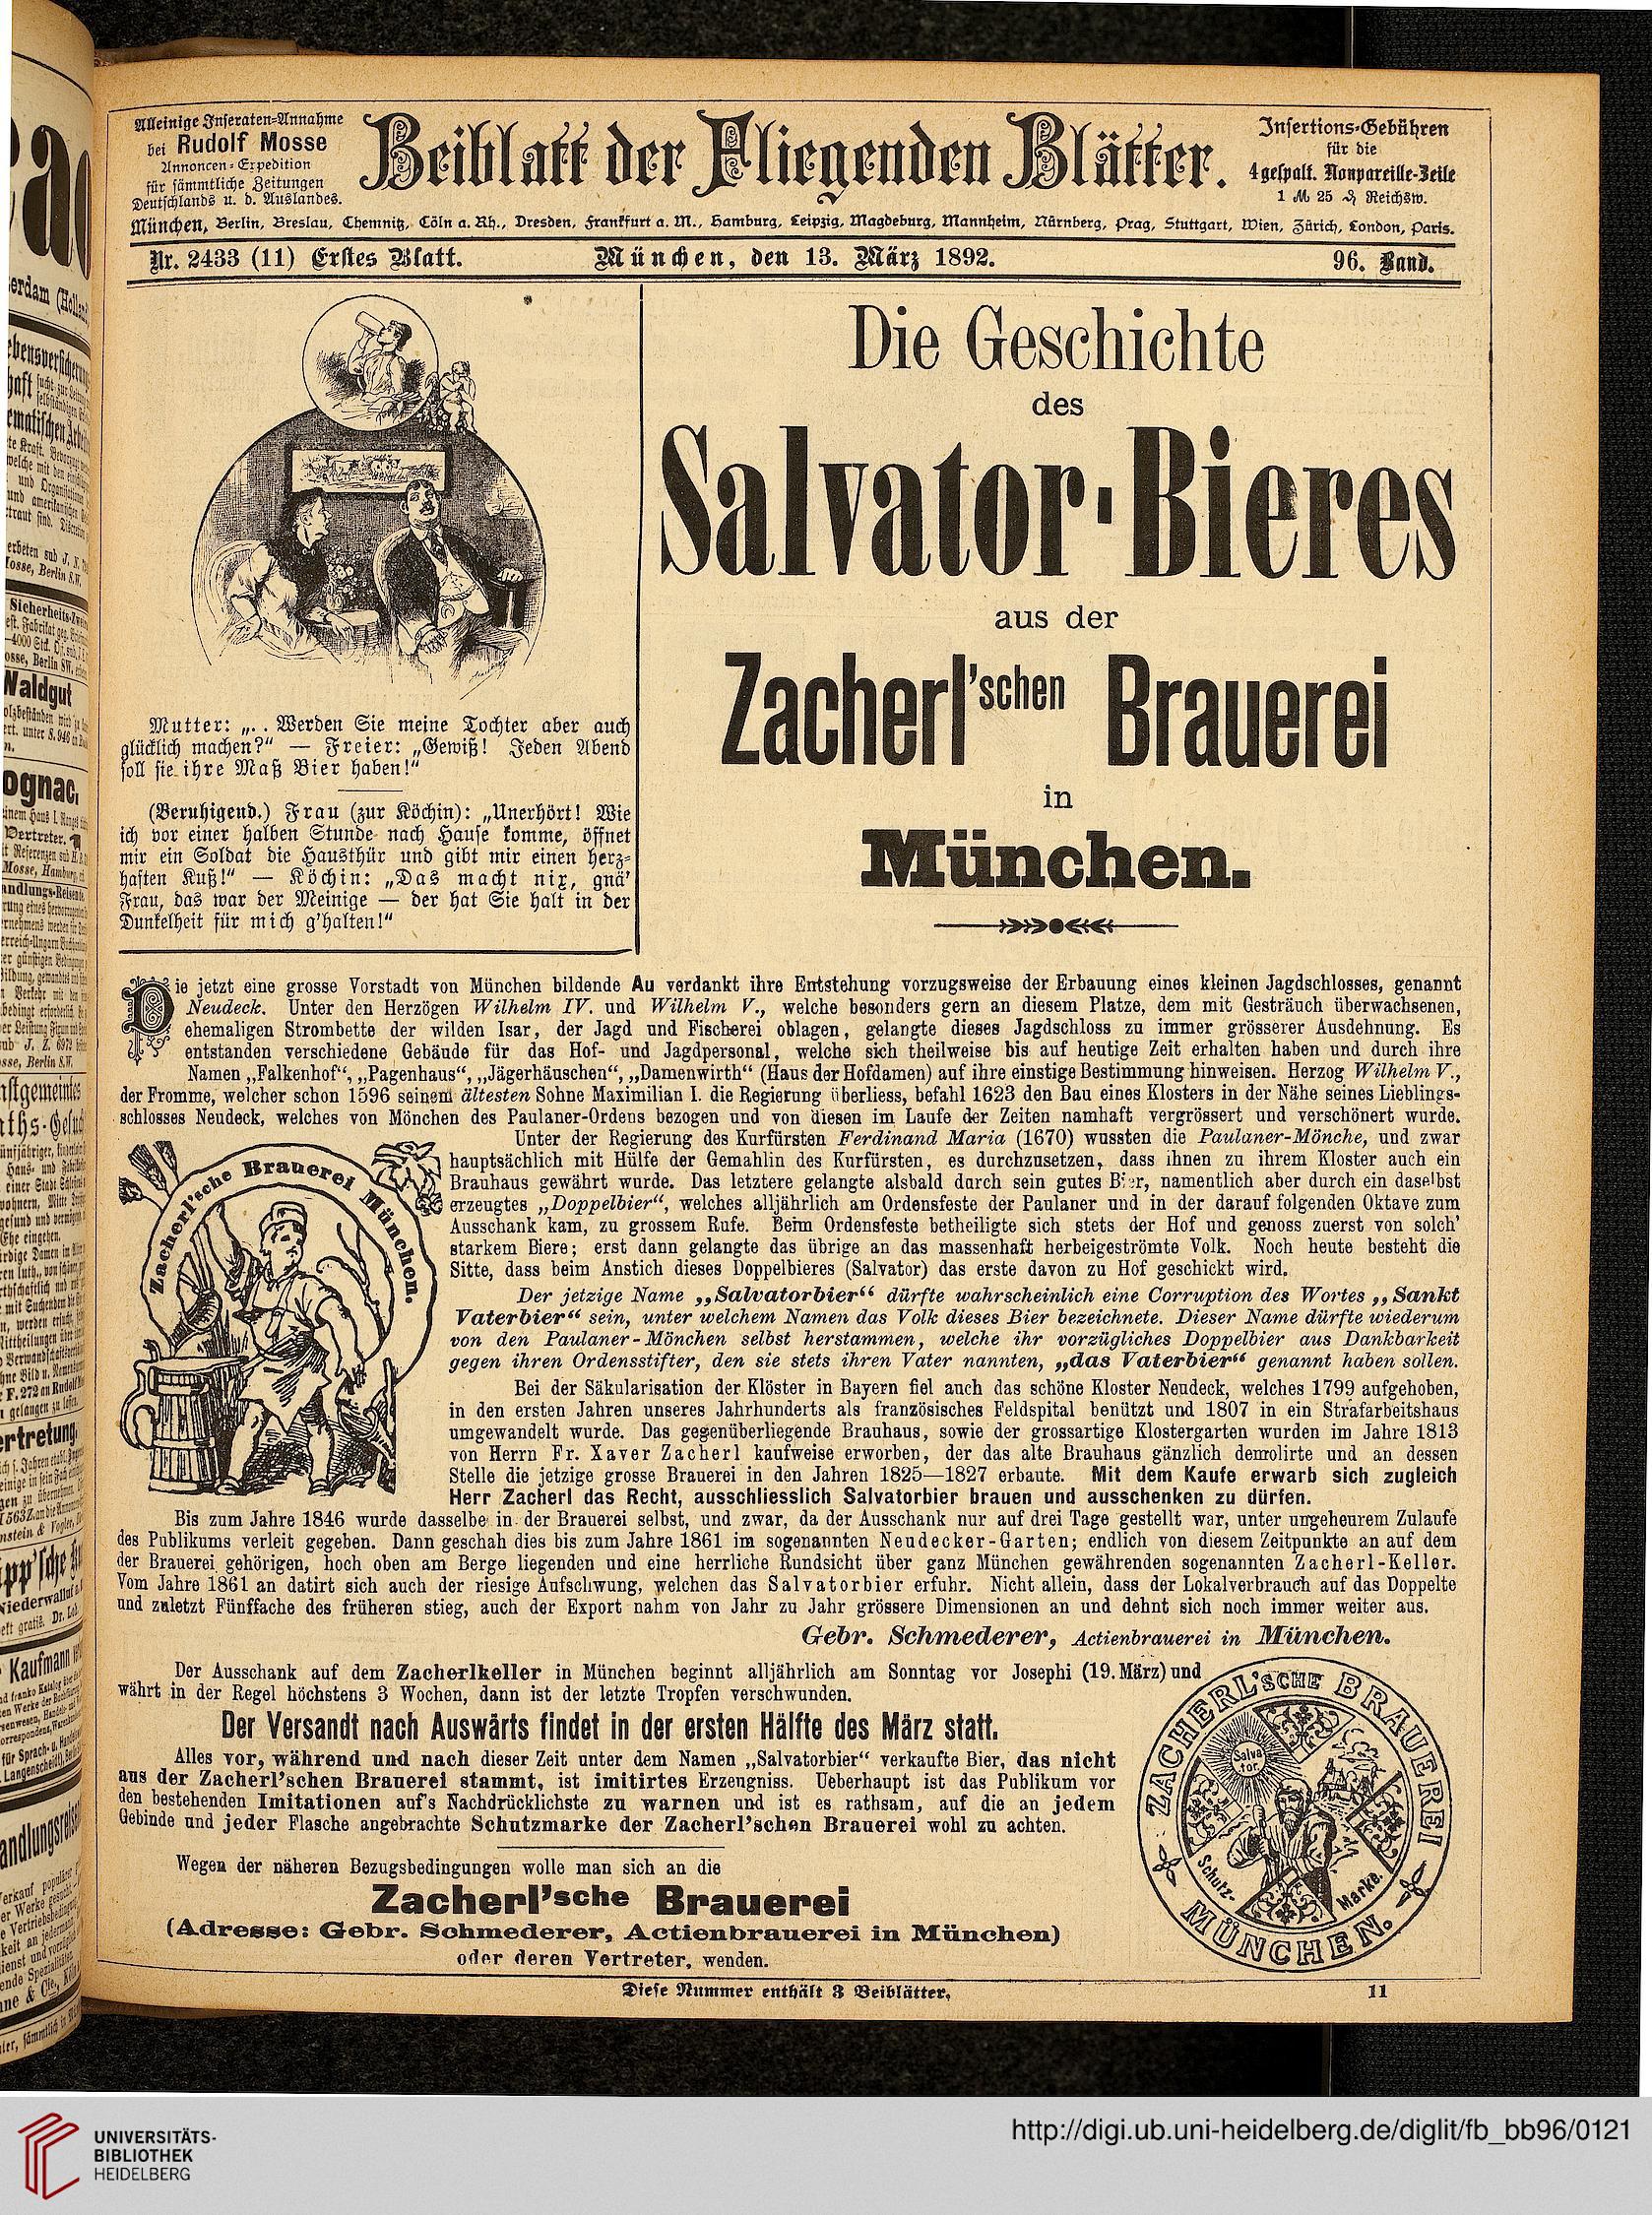 Alleinige Inseraten-Annahme
bei Rudolf Mosse
Annoncen-Expedition
für sämmtliche Zeitungen
Deutschlands u. d. Auslandes.
Beiblatt der Fliegenden Blätter.
Insertions-Gebühren
für die
4gespalt. Nonpareille-Zeile
1 M 25 ₰ Reichsw.
München, Berlin, Breslau, Chemnitz, Cöln a. Rh., Dresden, Frankfurt a. M., Hamburg, Leipzig, Magdeburg, Mannheim, Nürnberg, Prag, Stuttgart, Wien, Zürich, London, Paris.
Nr. 2433 (11) Erstes Blatt. München, den 13. März 1892. 96. Band.
Mutter: „. . Werden Sie meine Tochter aber auch
glücklich machen?“ — Freier: „Gewiß! Jeden Abend
soll sie ihre Maß Bier haben!“
(Beruhigend.) Frau (zur Köchin): „Unerhört! Wie
ich vor einer halben Stunde nach Hause komme, öffnet
mir ein Soldat die Hausthür und gibt mir einen herz-
haften Kuß!“ — Köchin: „Das macht nix, gnä'
Frau, das war der Meinige — der hat Sie halt in der
Dunkelheit für mich g'halten!“
Die Geschichte
des
Salvator-Bieres
aus der
Zacherl'schen Brauerei
in
München.
Die jetzt eine grosse Vorstadt von München bildende Au verdankt ihre Entstehung vorzugsweise der Erbauung eines kleinen Jagdschlosses, genannt
Neudeck. Unter den Herzögen Wilhelm IV. und Wilhelm V., welche besonders gern an diesem Platze, dem mit Gesträuch überwachsenen,
ehemaligen Strombette der wilden Isar, der Jagd und Fischerei oblagen, gelangte dieses Jagdschloss zu immer grösserer Ausdehnung. Es
entstanden verschiedene Gebäude für das Hof- und Jagdpersonal, welche sich theilweise bis auf heutige Zeit erhalten haben und durch ihre
Namen „Falkenhof“, „Pagenhaus“, „Jägerhäuschen“, „Damenwirth“ (Haus der Hofdamen) auf ihre einstige Bestimmung hinweisen. Herzog Wilhelm V.,
der Fromme, welcher schon 1596 seinem ältesten Sohne Maximilian I. die Regierung überliess, befahl 1623 den Bau eines Klosters in der Nähe seines Lieblings-
schlosses Neudeck, welches von Mönchen des Paulaner-Ordens bezogen und von diesen im Laufe der Zeiten namhaft vergrössert und verschönert wurde.
Unter der Regierung des Kurfürsten Ferdinand Maria (1670) wussten die Paulaner-Mönche, und zwar
hauptsächlich mit Hülfe der Gemahlin des Kurfürsten, es durchzusetzen, dass ihnen zu ihrem Kloster auch ein
Brauhaus gewährt wurde. Das letztere gelangte alsbald durch sein gutes Bier, namentlich aber durch ein daselbst
erzeugtes „Doppelbier“, welches alljährlich am Ordensfeste der Paulaner und in der darauf folgenden Oktave zum
Ausschank kam, zu grossem Rufe. Beim Ordensfeste betheiligte sich stets der Hof und genoss zuerst von solch'
starkem Biere; erst dann gelangte das übrige an das massenhaft herbeigeströmte Volk. Noch heute besteht die
Sitte, dass beim Anstich dieses Doppelbieres (Salvator) das erste davon zu Hof geschickt wird.
Der jetzige Name „Salvatorbier“ dürfte wahrscheinlich eine Corruption des Wortes „Sankt
Vaterbier“ sein, unter welchem Namen das Volk dieses Bier bezeichnete. Dieser Name dürfte wiederum
von den Paulaner-Mönchen selbst herstammen, welche ihr vorzügliches Doppelbier aus Dankbarkeit
gegen ihren Ordensstifter, den sie stets ihren Vater nannten, „das Vaterbier“ genannt haben sollen.
Bei der Säkularisation der Klöster in Bayern fiel auch das schöne Kloster Neudeck, welches 1799 aufgehoben,
in den ersten Jahren unseres Jahrhunderts als französisches Feldspital benützt und 1807 in ein Strafarbeitshaus
umgewandelt wurde. Das gegenüberliegende Brauhaus, sowie der grossartige Klostergarten wurden im Jahre 1813
von Herrn Fr. Xaver Zacherl kaufweise erworben, der das alte Brauhaus gänzlich demolirte und an dessen
Stelle die jetzige grosse Brauerei in den Jahren 1825—1827 erbaute. Mit dem Kaufe erwarb sich zugleich
Herr Zacherl das Recht, ausschliesslich Salvatorbier brauen und ausschenken zu dürfen.
Zacherl'sche Brauerei München.
Bis zum Jahre 1846 wurde dasselbe in der Brauerei selbst, und zwar, da der Ausschank nur auf drei Tage gestellt war, unter ungeheurem Zulaufe
des Publikums verleit gegeben. Dann geschah dies bis zum Jahre 1861 im sogenannten Neudecker-Garten; endlich von diesem Zeitpunkte an auf dem
der Brauerei gehörigen, hoch oben am Berge liegenden und eine herrliche Rundsicht über ganz München gewährenden sogenannten Zacherl-Keller.
Vom Jahre 1861 an datirt sich auch der riesige Aufschwung, welchen das Salvatorbier erfuhr. Nicht allein, dass der Lokalverbrauch auf das Doppelte
und zuletzt Fünffache des früheren stieg, auch der Export nahm von Jahr zu Jahr grössere Dimensionen an und dehnt sich noch immer weiter aus.
Gebr. Schmederer, Actienbrauerei in München.
Der Ausschank auf dem Zacherlkeller in München beginnt alljährlich am Sonntag vor Josephi (19. März) und
währt in der Regel höchstens 3 Wochen, dann ist der letzte Tropfen verschwunden.
Der Versandt nach Auswärts findet in der ersten Hälfte des März statt.
Alles vor, während und nach dieser Zeit unter dem Namen „Salvatorbier“ verkaufte Bier, das nicht
aus der Zacherl'schen Brauerei stammt, ist imitirtes Erzeugniss. Ueberhaupt ist das Publikum vor
den bestehenden Imitationen auf's Nachdrücklichste zu warnen und ist es rathsam, auf die an jedem
Gebinde und jeder Flasche angebrachte Schutzmarke der Zacherl'schen Brauerei wohl zu achten.
Wegen der näheren Bezugsbedingungen wolle man sich an die
Zacherl'sche Brauerei
(Adresse: Gebr. Schmederer, Actienbrauerei in München)
oder deren Vertreter, wenden.
ZACHERL'SCHE BRAUEREI
Salva
tor.
Schutz-
Marke.
MÜNCHEN.
Diese Nummer enthält 3 Beiblätter.
11
UNIVERSITÄTS-
BIBLIOTHEK
HEIDELBERG
http://digi.ub.uni-heidelberg.de/diglit/fb_bb96/0121